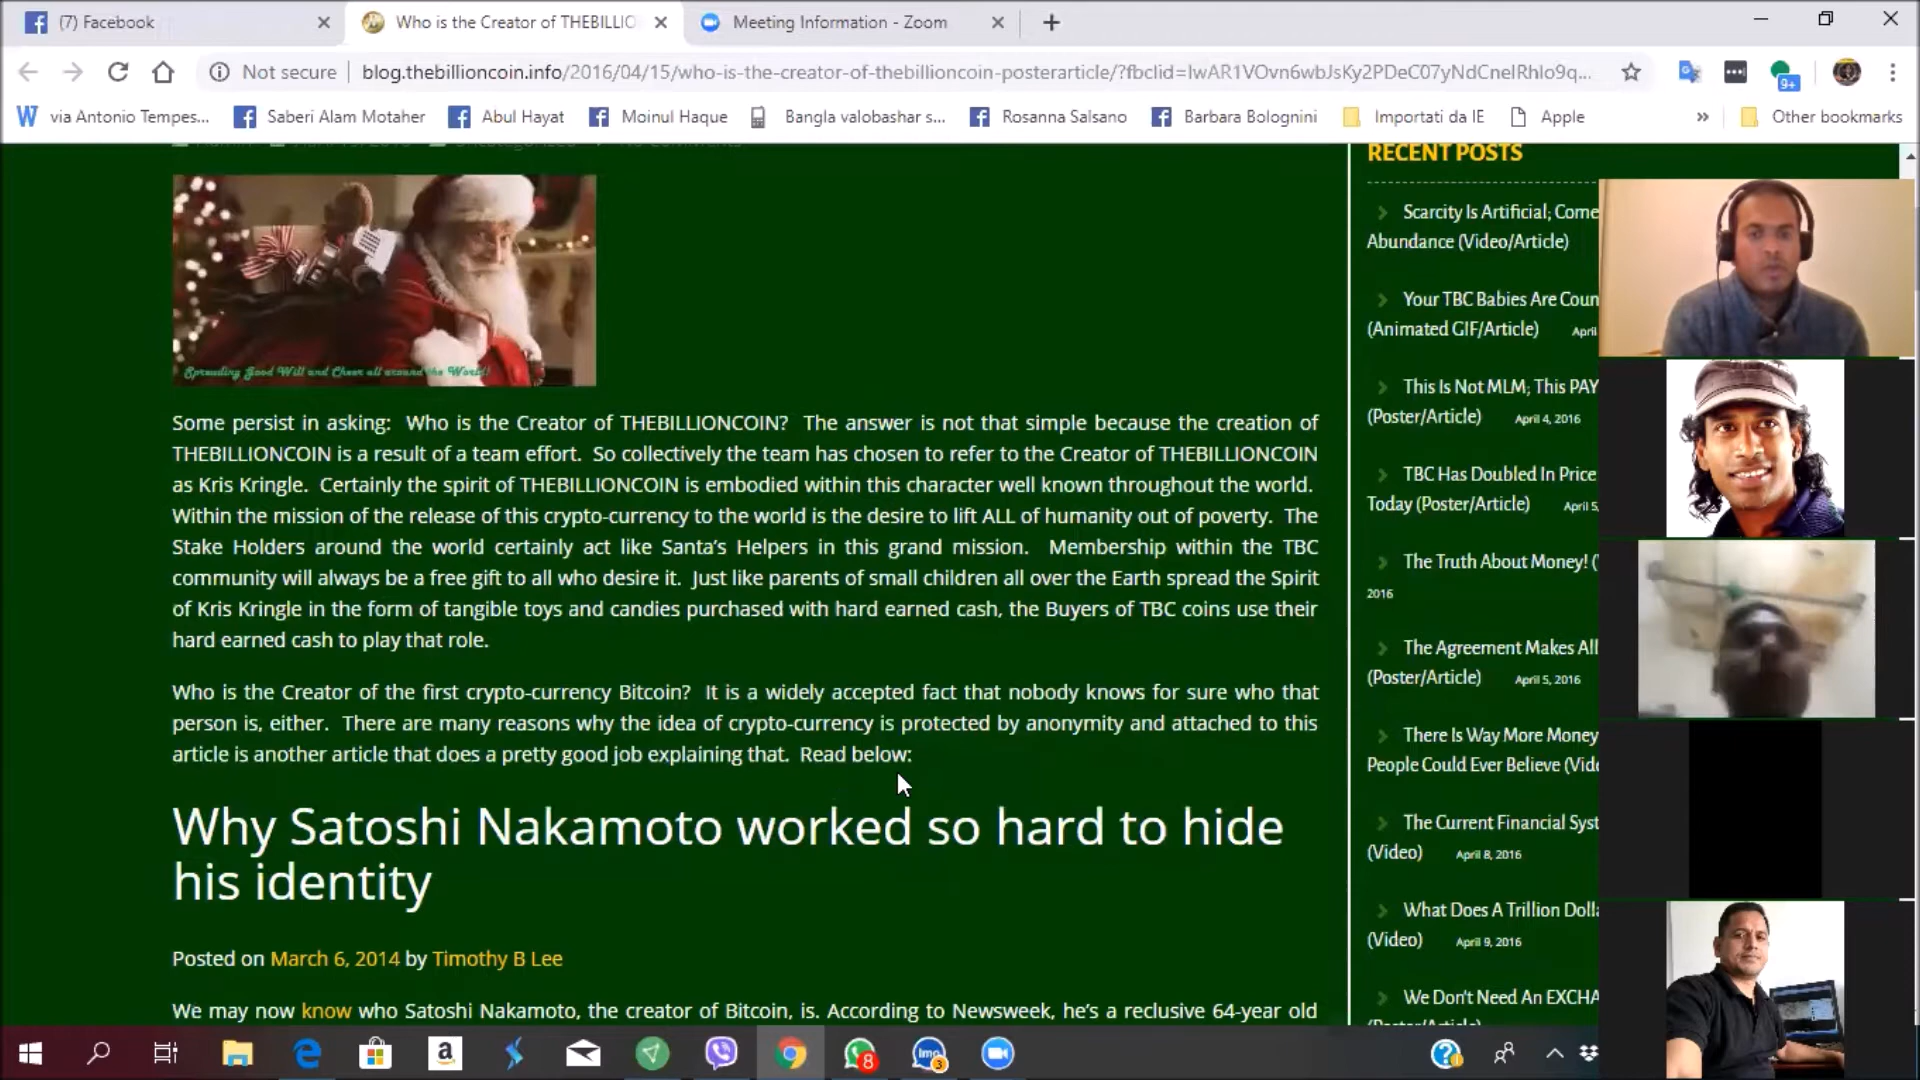 (7) Facebook
Who is the Creator of THEBILLIO
Meeting Information - Zoom
Not secure
blog.thebillioncoin.info/2016/04/15/who-is-the-creator-of-thebillioncoin-posterarticle/?fbclid=IwAR1VOvn6wbJsKy2PDeC07yNdCnelRhlo9q...
9+
via Antonio Tempes...
Saberi Alam Motaher
Abul Hayat
Moinul Haque
Bangla valobashar s...
Rosanna Salsano
Barbara Bolognini
Importati da IE
Apple
»
Other bookmarks
Spreading Good Will and Cheer all around the World!
Some persist in asking: Who is the Creator of THEBILLIONCOIN? The answer is not that simple because the creation of
THEBILLIONCOIN is a result of a team effort. So collectively the team has chosen to refer to the Creator of THEBILLIONCOIN
as Kris Kringle. Certainly the spirit of THEBILLIONCOIN is embodied within this character well known throughout the world.
Within the mission of the release of this crypto-currency to the world is the desire to lift ALL of humanity out of poverty. The
Stake Holders around the world certainly act like Santa's Helpers in this grand mission. Membership within the TBC
community will always be a free gift to all who desire it. Just like parents of small children all over the Earth spread the Spirit
of Kris Kringle in the form of tangible toys and candies purchased with hard earned cash, the Buyers of TBC coins use their
hard earned cash to play that role.
Who is the Creator of the first crypto-currency Bitcoin? It is a widely accepted fact that nobody knows for sure who that
person is, either. There are many reasons why the idea of crypto-currency is protected by anonymity and attached to this
article is another article that does a pretty good job explaining that. Read below:
Why Satoshi Nakamoto worked so hard to hide
his identity
Posted on March 6, 2014 by Timothy B Lee
We may now know who Satoshi Nakamoto, the creator of Bitcoin, is. According to Newsweek, he's a reclusive 64-year old
RECENT POSTS
Scarcity Is Artificial; Come
Abundance (Video/Article)
Your TBC Babies Are Coun
(Animated GIF/Article) April
This Is Not MLM; This PAY
(Poster/Article) April 4, 2016
TBC Has Doubled In Price
Today (Poster/Article) April 5,
The Truth About Money! (
2016
The Agreement Makes All
(Poster/Article) April 5, 2016
There Is Way More Money
People Could Ever Believe (Vide
The Current Financial Syst
(Video) April 8, 2016
What Does A Trillion Dolla
(Video) April 9, 2016
We Don't Need An EXCHA
8
imo
3